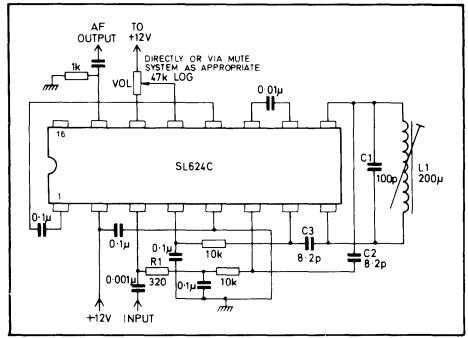 AF
OUTPUT
TO
+12V
DIRECTLY OR VIA MUTE
SYSTEM AS APPROPRIATE
1k
VOL
47k LOG
0·01µ
16
SL624C
1
C1
100p
L1
200µ
0·1µ
0·1µ
0·1µ
10k
C3
8·2p
C2
8·2p
R1
320
0·001µ
0·1µ
10k
+12V
INPUT